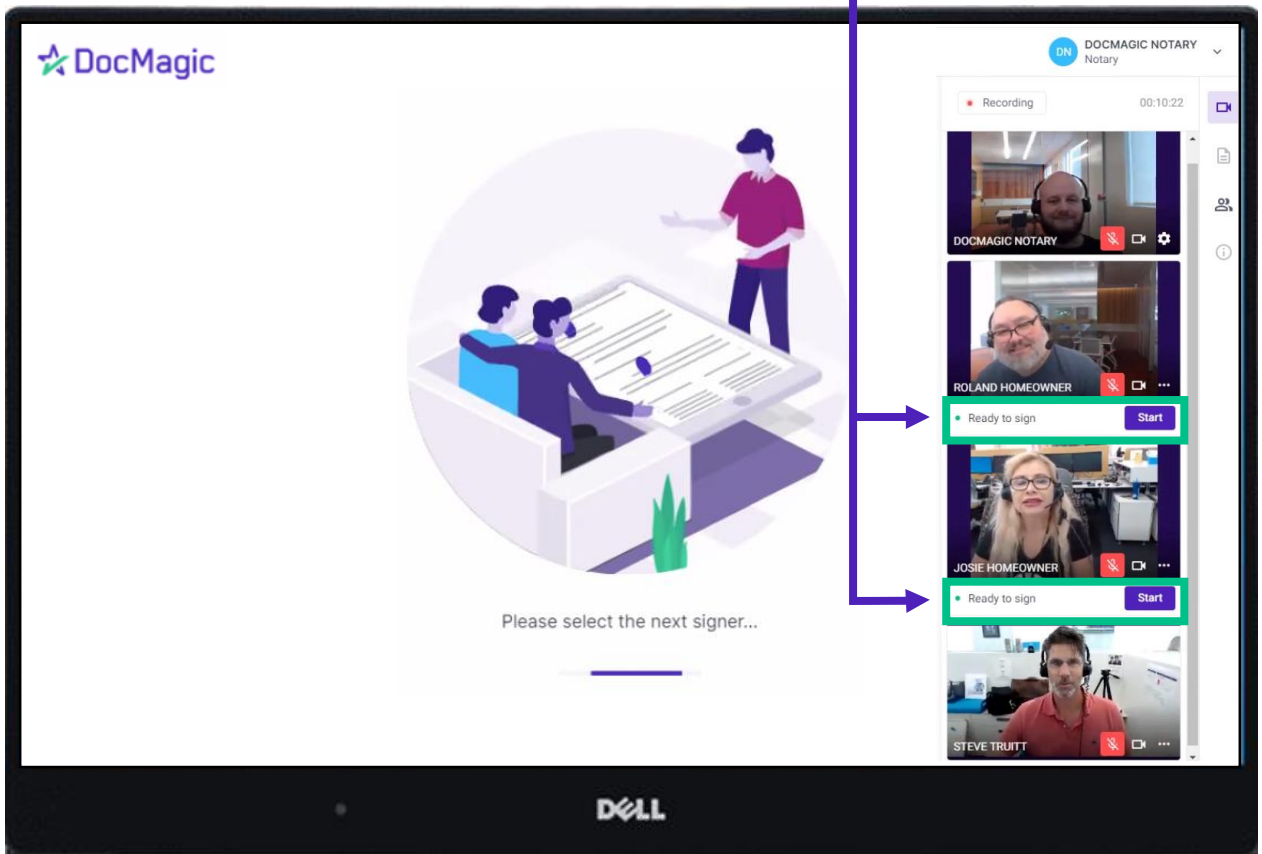 DocMagic
DN
DOCMAGIC NOTARY
Notary
Recording
00:10:22
DOCMAGIC NOTARY
ROLAND HOMEOWNER
Ready to sign
Start
JOSIE HOMEOWNER
Ready to sign
Start
Please select the next signer...
STEVE TRUITT
DELL